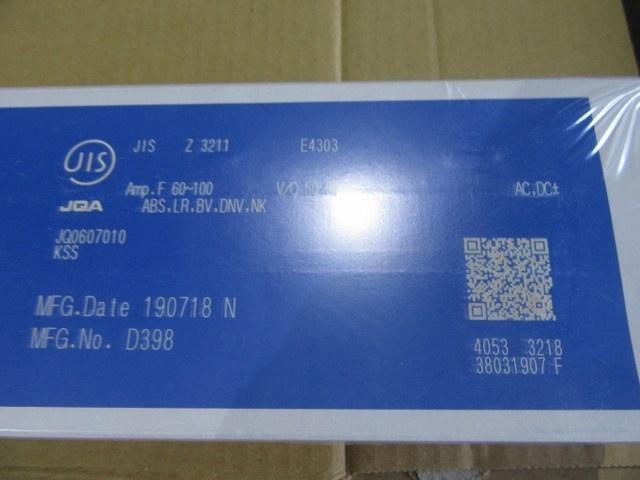 JIS Z 3211 E4303
JIS
Amp.F 60~100 V/O AC,DC±
JQA ABS,LR,BV,DNV,NK
JQ0607010
KSS
MFG.Date 190718 N
MFG.No. D398
4053 3218
38031907 F